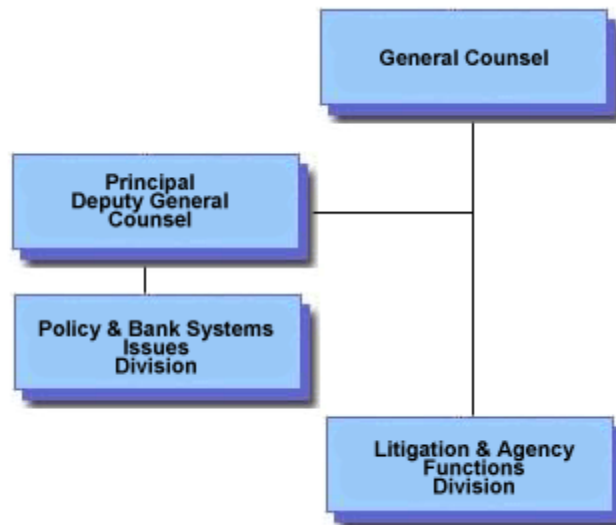 General Counsel
Principal
Deputy General
Counsel
Policy & Bank Systems
Issues
Division
Litigation & Agency
Functions
Division